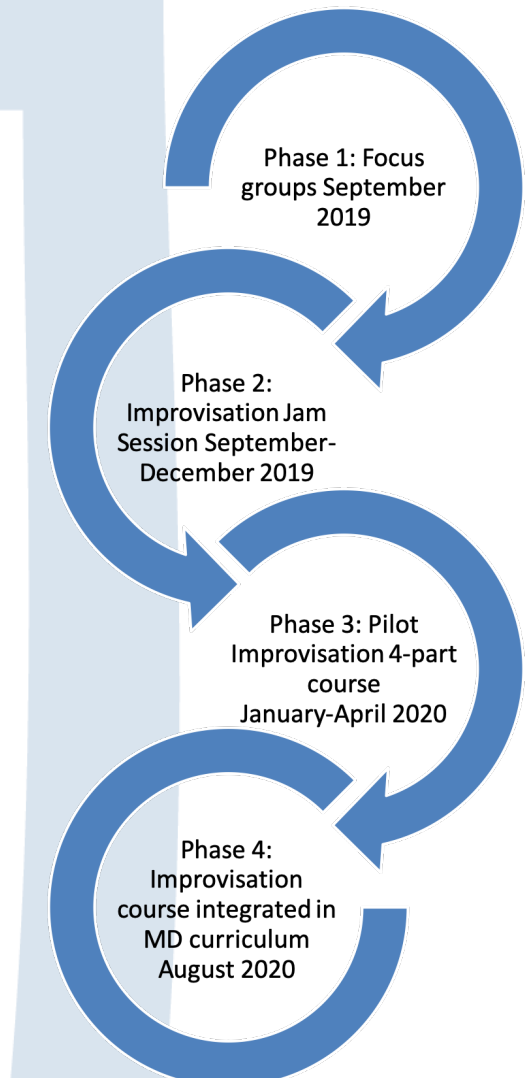 Phase 1: Focus
groups September
2019
Phase 2:
Improvisation Jam
Session September-
December 2019
Phase 3: Pilot
Improvisation 4-part
course
January-April 2020
Phase 4:
Improvisation
course integrated in
MD curriculum
August 2020